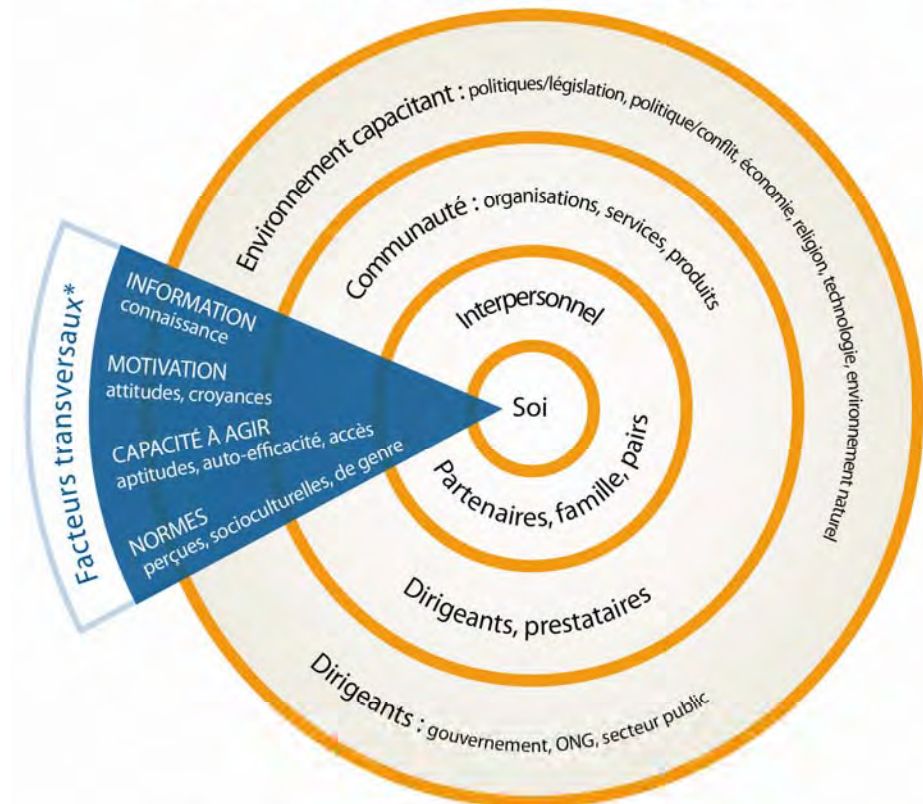 Environnement capacitant : politiques/législation, politique/conflit, économie, religion, technologie, environnement naturel
Communauté : organisations, services, produits
Interpersonnel
Soi
Partenaires, famille, pairs
Dirigeants, prestataires
Dirigeants : gouvernement, ONG, secteur public
Facteurs transversaux*
INFORMATION
connaissance
MOTIVATION
attitudes, croyances
CAPACITÉ À AGIR
aptitudes, auto-efficacité, accès
NORMES
perçues, socioculturelles, de genre